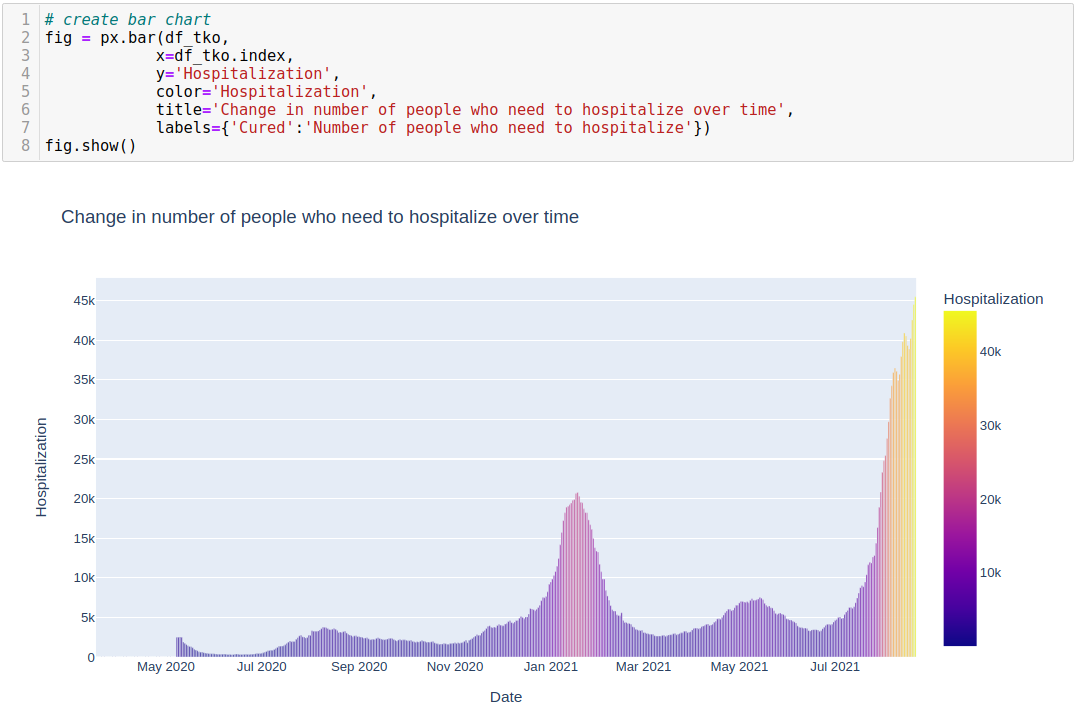 1 # create bar chart
2 fig = px.bar(df_tko,
3 x=df_tko.index,
4 y='Hospitalization',
5 color='Hospitalization',
6 title='Change in number of people who need to hospitalize over time',
7 labels={'Cured':'Number of people who need to hospitalize'})
8 fig.show()
Change in number of people who need to hospitalize over time
Hospitalization
45k
40k
35k
30k
25k
20k
15k
10k
5k
0
May 2020 Jul 2020 Sep 2020 Nov 2020 Jan 2021 Mar 2021 May 2021 Jul 2021
Date
Hospitalization
40k
30k
20k
10k